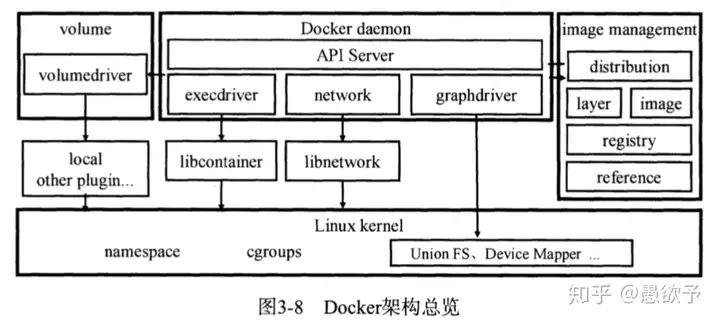 volume
Docker daemon
image management
API Server
volumedriver
execdriver
network
graphdriver
distribution
layer
image
registry
reference
local
other plugin...
libcontainer
libnetwork
Linux kernel
namespace
cgroups
Union FS、Device Mapper ...
图3-8 Docker架构总览
知乎 @愚欲予